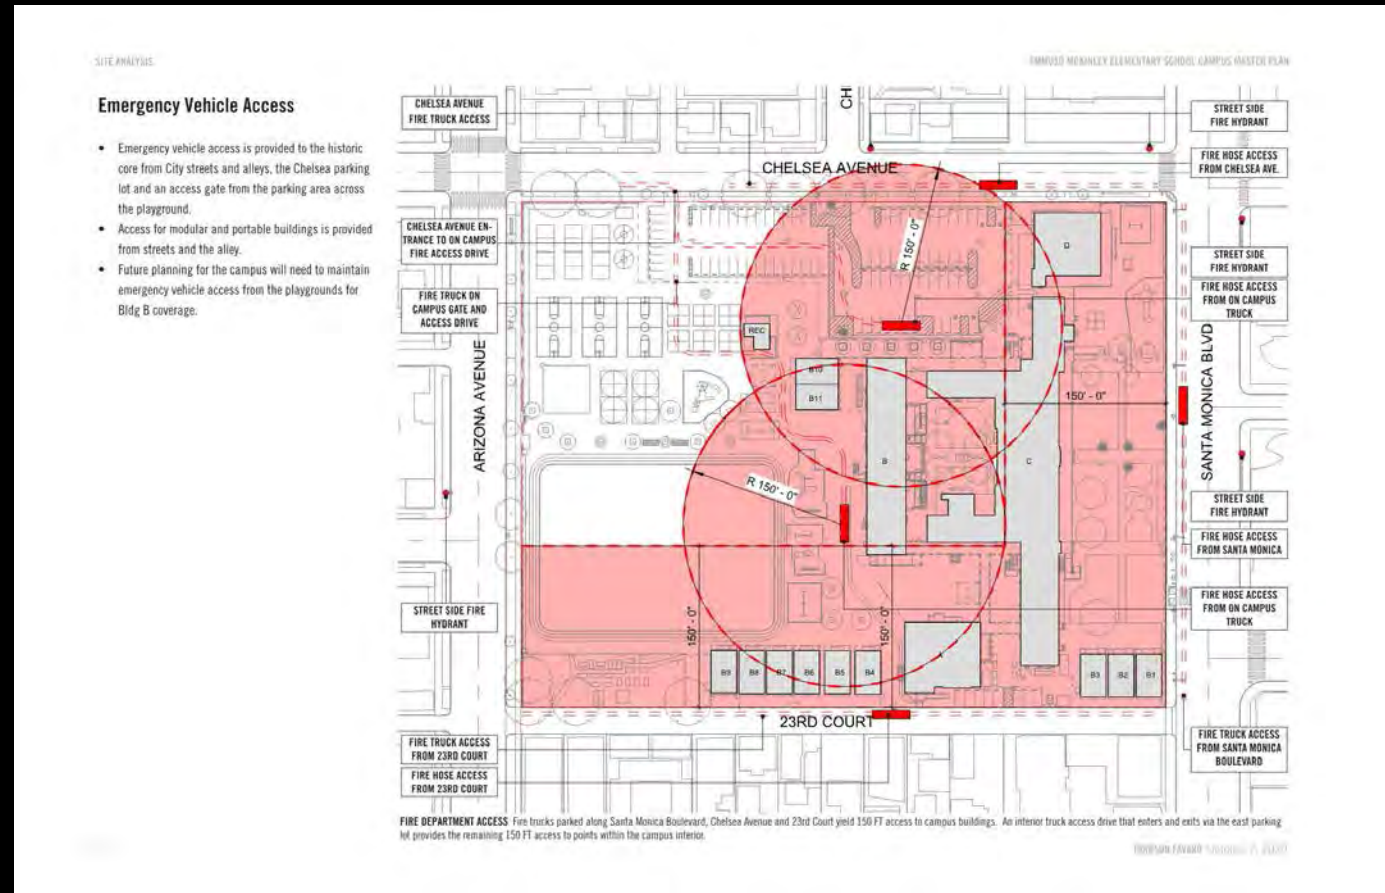 SITE ANALYSIS
SMMUSD MCKINLEY ELEMENTARY SCHOOL CAMPUS MASTER PLAN
Emergency Vehicle Access
• Emergency vehicle access is provided to the historic
core from City streets and alleys, the Chelsea parking
lot and an access gate from the parking area across
the playground.
• Access for modular and portable buildings is provided
from streets and the alley.
• Future planning for the campus will need to maintain
emergency vehicle access from the playgrounds for
Bldg B coverage.
CHELSEA AVENUE
FIRE TRUCK ACCESS
CHELSEA AVENUE EN-
TRANCE TO ON CAMPUS
FIRE ACCESS DRIVE
FIRE TRUCK ON
CAMPUS GATE AND
ACCESS DRIVE
STREET SIDE FIRE
HYDRANT
FIRE TRUCK ACCESS
FROM 23RD COURT
FIRE HOSE ACCESS
FROM 23RD COURT
ARIZONA AVENUE
CHELSEA AVENUE
CH
R 150' - 0"
D
REC
B10
B11
150' - 0"
B
C
R 150' - 0"
150' - 0"
150' - 0"
B9
B8
B7
B6
B5
B4
A
B3
B2
B1
23RD COURT
SANTA MONICA BLVD
STREET SIDE
FIRE HYDRANT
FIRE HOSE ACCESS
FROM CHELSEA AVE.
STREET SIDE
FIRE HYDRANT
FIRE HOSE ACCESS
FROM ON CAMPUS
TRUCK
STREET SIDE
FIRE HYDRANT
FIRE HOSE ACCESS
FROM SANTA MONICA
FIRE HOSE ACCESS
FROM ON CAMPUS
TRUCK
FIRE TRUCK ACCESS
FROM SANTA MONICA
BOULEVARD
FIRE DEPARTMENT ACCESS Fire trucks parked along Santa Monica Boulevard, Chelsea Avenue and 23rd Court yield 150 FT access to campus buildings. An interior truck access drive that enters and exits via the east parking
lot provides the remaining 150 FT access to points within the campus interior.